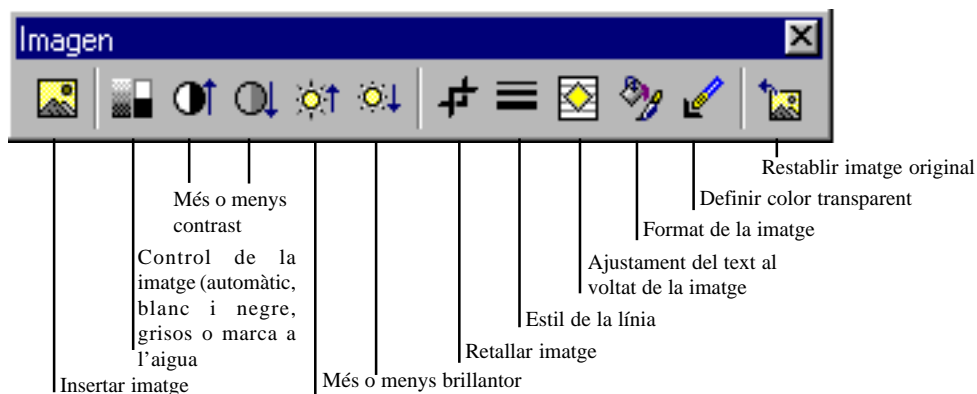 Imagen
Restablir imatge original
Més o menys
contrast
Definir color transparent
Format de la imatge
Control de la
imatge (automàtic,
blanc i negre,
grisos o marca a
l’aigua
Ajustament del text al
voltat de la imatge
Estil de la línia
Retallar imatge
Insertar imatge
Més o menys brillantor